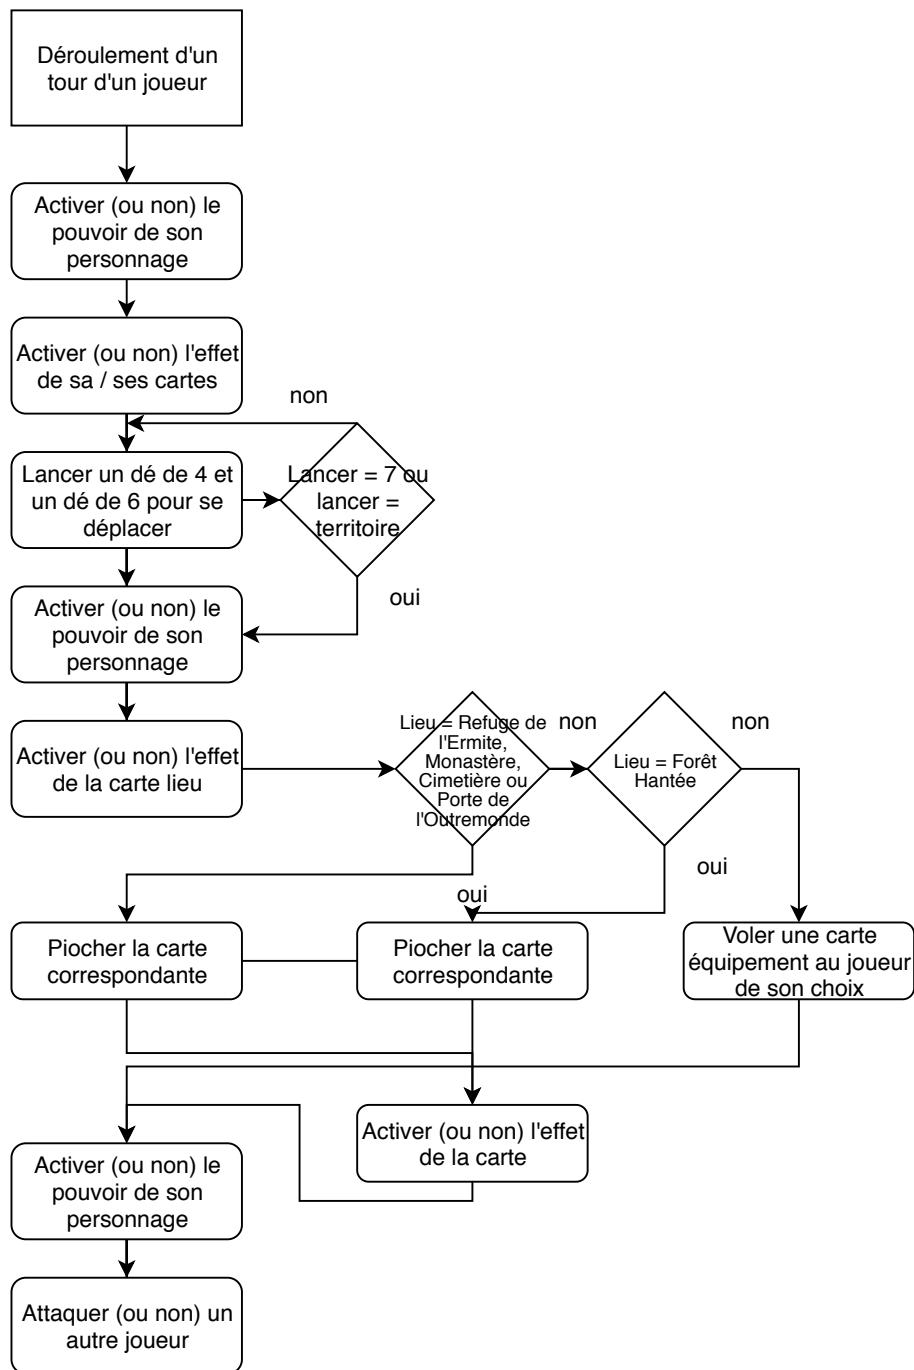 Déroulement d'un
tour d'un joueur
Activer (ou non) le
pouvoir de son
personnage
Activer (ou non) l'effet
de sa / ses cartes
non
Lancer un dé de 4 et
un dé de 6 pour se
déplacer
Lancer = 7 ou
lancer =
territoire
oui
Activer (ou non) le
pouvoir de son
personnage
Activer (ou non) l'effet
de la carte lieu
Lieu = Refuge de
l'Ermite,
Monastère,
Cimetière ou
Porte de
l'Outremonde
non
Lieu = Forêt
Hantée
non
oui
oui
Piocher la carte
correspondante
Piocher la carte
correspondante
Voler une carte
équipement au joueur
de son choix
Activer (ou non) l'effet
de la carte
Activer (ou non) le
pouvoir de son
personnage
Attaquer (ou non) un
autre joueur